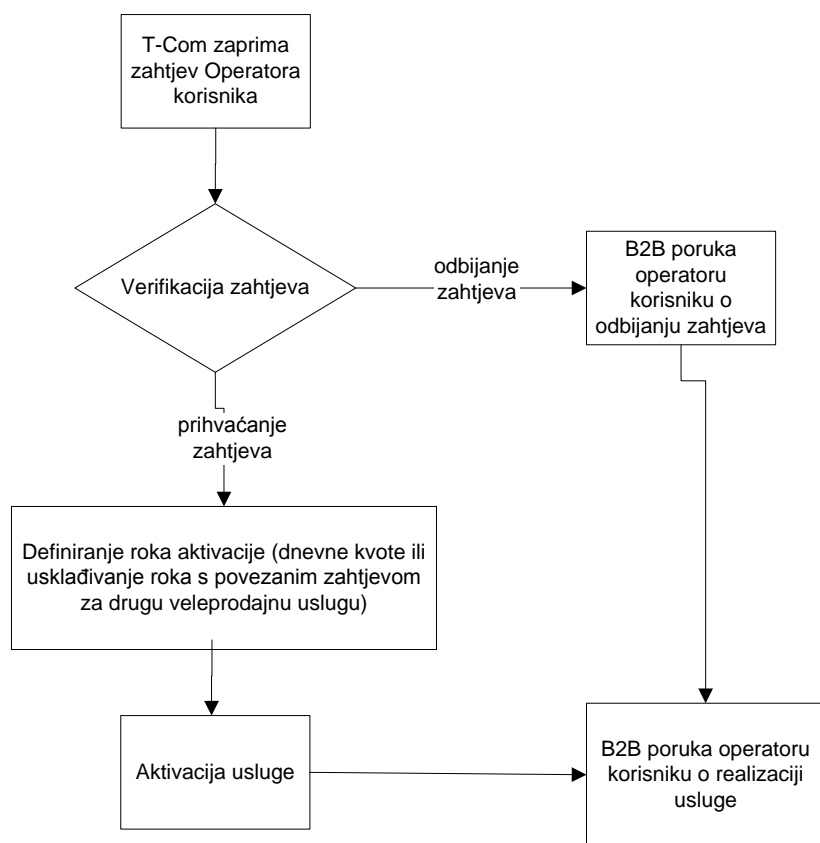 T-Com zaprima
zahtjev Operatora
korisnika
Verifikacija zahtjeva
odbijanje
zahtjeva
B2B poruka
operatoru
korisniku o
odbijanju zahtjeva
prihvaćanje
zahtjeva
Definiranje roka aktivacije (dnevne kvote ili
usklađivanje roka s povezanim zahtjevom
za drugu veleprodajnu uslugu)
Aktivacija usluge
B2B poruka operatoru
korisniku o realizaciji
usluge